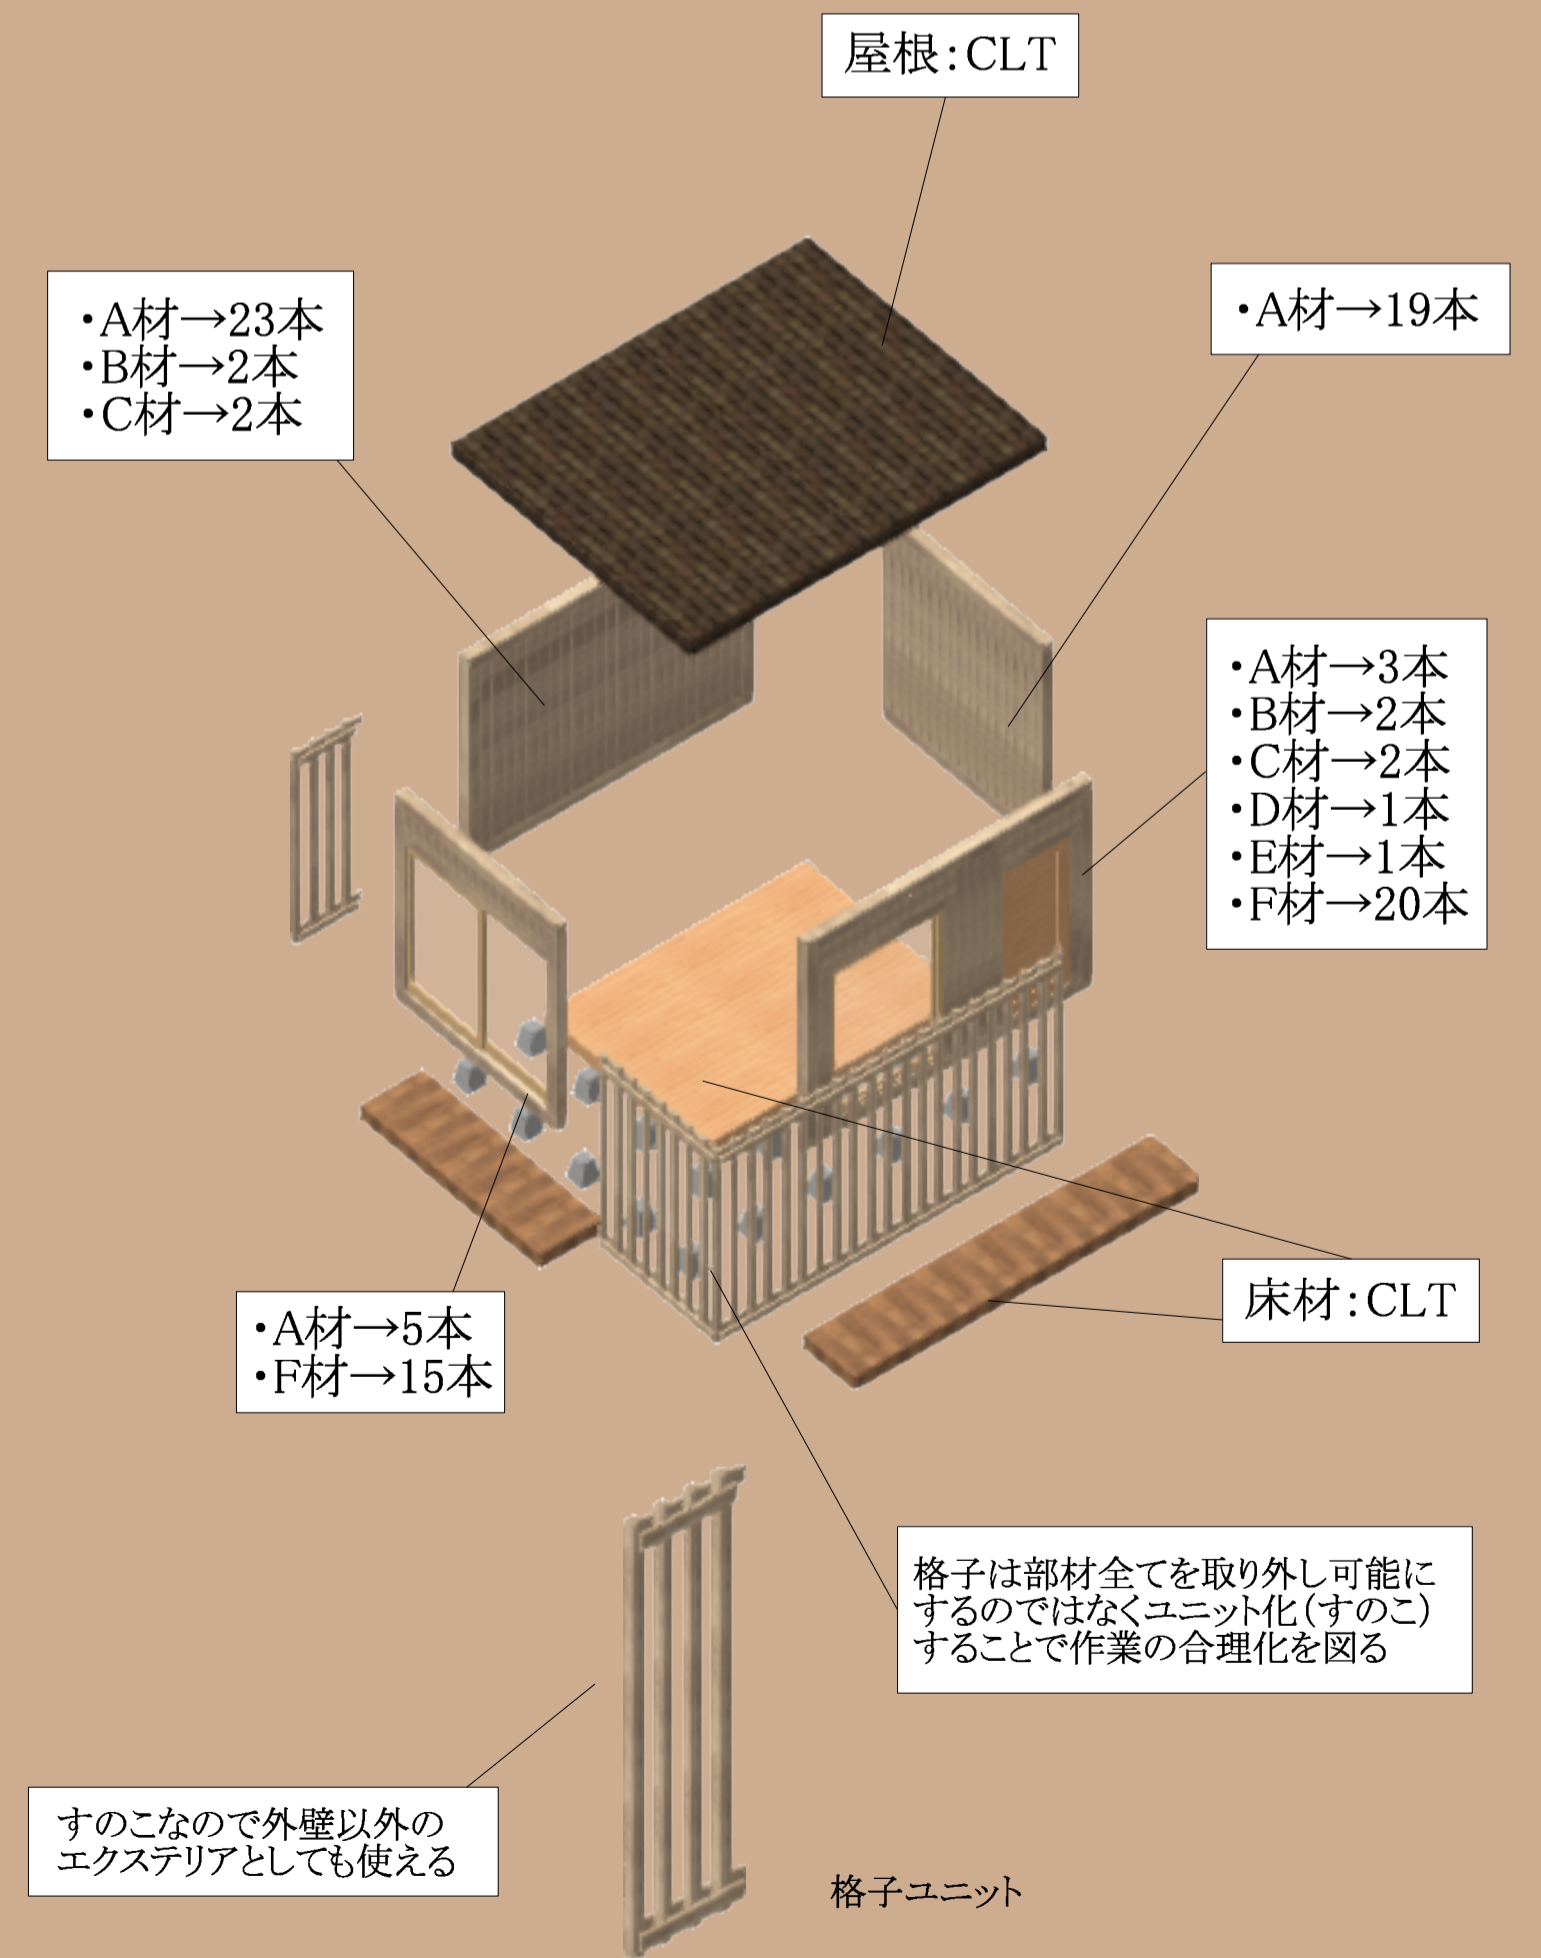 屋根:CLT
・A材→23本
・B材→2本
・C材→2本
・A材→19本
・A材→3本
・B材→2本
・C材→2本
・D材→1本
・E材→1本
・F材→20本
・A材→5本
・F材→15本
床材:CLT
格子は部材全てを取り外し可能に
するのではなくユニット化(すのこ)
することで作業の合理化を図る
すのこなので外壁以外の
エクステリアとしても使える
格子ユニット